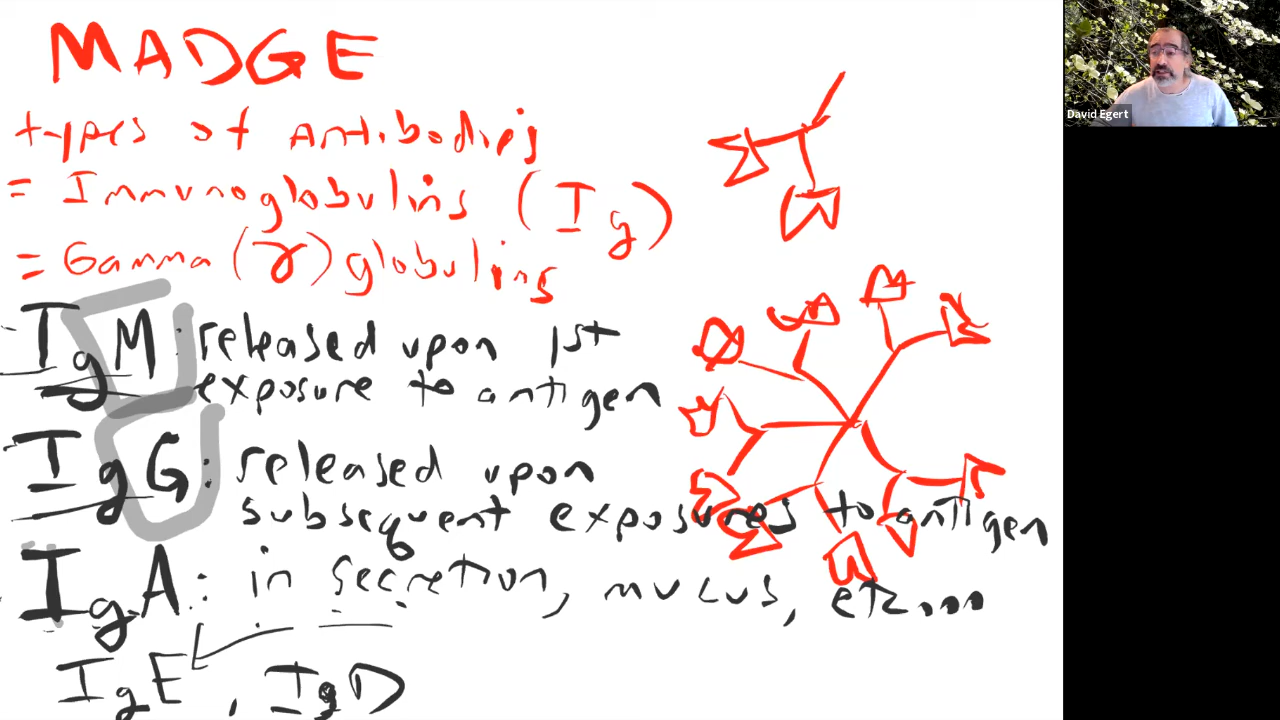 MADGE
types of Antibodies
= Immunoglobulins (Ig)
= Gamma (γ) globulins
IgM: released upon 1st
exposure to antigen
IgG: released upon
subsequent exposures to antigen
IgA: in secretion, mucus, etc...
IgE, IgD
David Egert